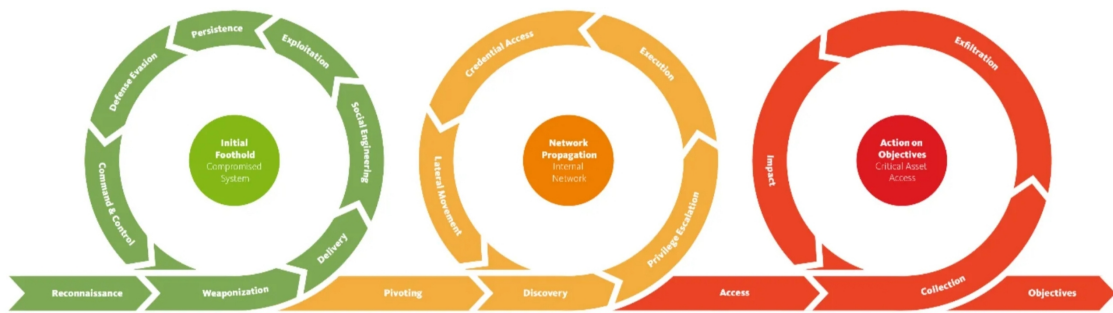 Reconnaissance
Weaponization
Delivery
Social Engineering
Exploitation
Persistence
Defense Evasion
Command & Control
Initial
Foothold
Compromised
System
Pivoting
Discovery
Privilege Escalation
Execution
Credential Access
Lateral Movement
Network
Propagation
Internal
Network
Access
Collection
Exfiltration
Impact
Action on
Objectives
Critical Asset
Access
Objectives